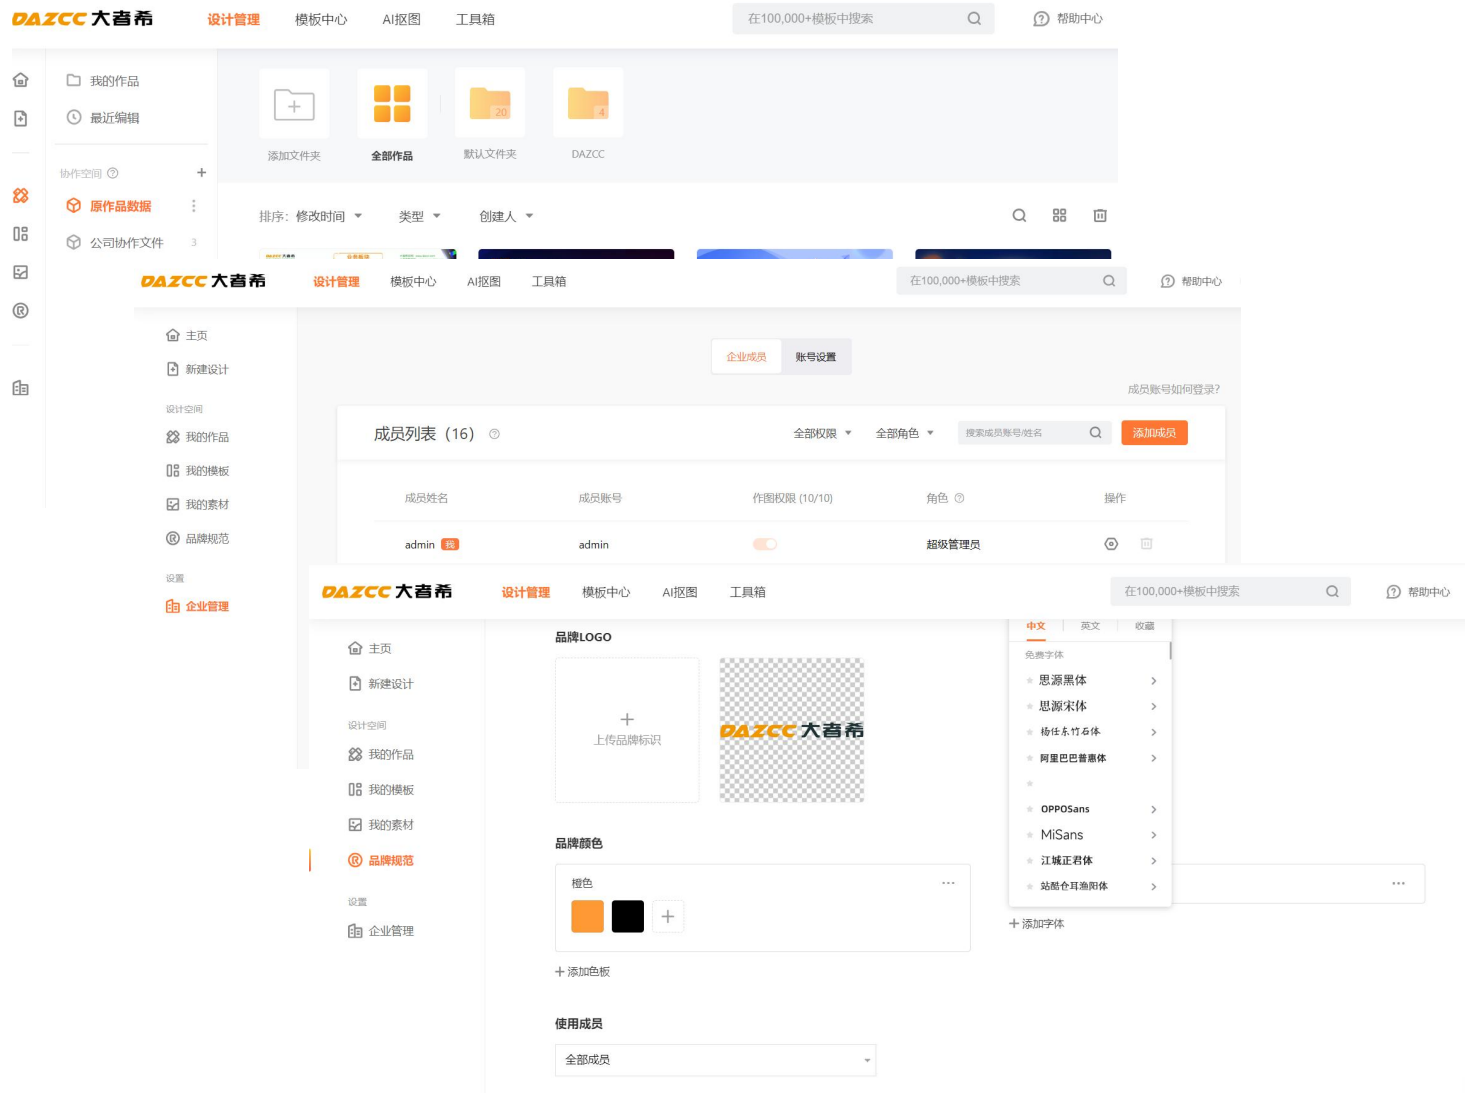 DAZCC 大者希 设计管理 模板中心 AI抠图 工具箱 在100,000+模板中搜索 帮助中心
我的作品
最近编辑
协作空间
原作品数据
公司协作文件 3
添加文件夹 全部作品 20 默认文件夹 4 DAZCC
排序: 修改时间 类型 创建人
DAZCC 大者希 设计管理 模板中心 AI抠图 工具箱 在100,000+模板中搜索 帮助中心
主页
新建设计
设计空间
我的作品
我的模板
我的素材
品牌规范
设置
企业管理
企业成员 账号设置
成员账号如何登录?
成员列表（16） 全部权限 全部角色 搜索成员账号/姓名 添加成员
成员姓名 成员账号 作图权限 (10/10) 角色 操作
admin 我 admin 超级管理员
DAZCC 大者希 设计管理 模板中心 AI抠图 工具箱 在100,000+模板中搜索 帮助中心
主页
新建设计
设计空间
我的作品
我的模板
我的素材
品牌规范
设置
企业管理
品牌LOGO
上传品牌标识
DAZCC 大者希
品牌颜色
橙色
添加色板
使用成员
全部成员
中文 英文 收藏
免费字体
思源黑体
思源宋体
杨任东竹石体
阿里巴巴普惠体
OPPOSans
MiSans
江城正君体
站酷仓耳渔阳体
添加字体